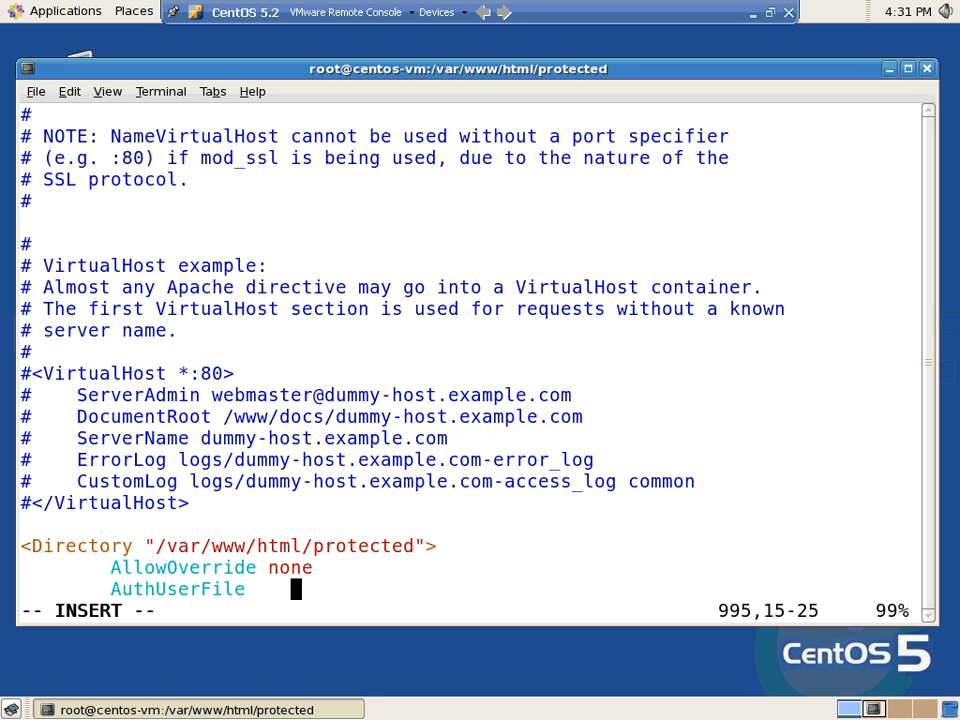 Applications Places CentOS 5.2 VMware Remote Console Devices 4:31 PM
root@centos-vm:/var/www/html/protected
File Edit View Terminal Tabs Help
#
# NOTE: NameVirtualHost cannot be used without a port specifier
# (e.g. :80) if mod_ssl is being used, due to the nature of the
# SSL protocol.
#
#
# VirtualHost example:
# Almost any Apache directive may go into a VirtualHost container.
# The first VirtualHost section is used for requests without a known
# server name.
#
#<VirtualHost *:80>
#    ServerAdmin webmaster@dummy-host.example.com
#    DocumentRoot /www/docs/dummy-host.example.com
#    ServerName dummy-host.example.com
#    ErrorLog logs/dummy-host.example.com-error_log
#    CustomLog logs/dummy-host.example.com-access_log common
#</VirtualHost>
<Directory "/var/www/html/protected">
        AllowOverride none
        AuthUserFile
-- INSERT -- 995,15-25 99%
CentOS 5
root@centos-vm:/var/www/html/protected